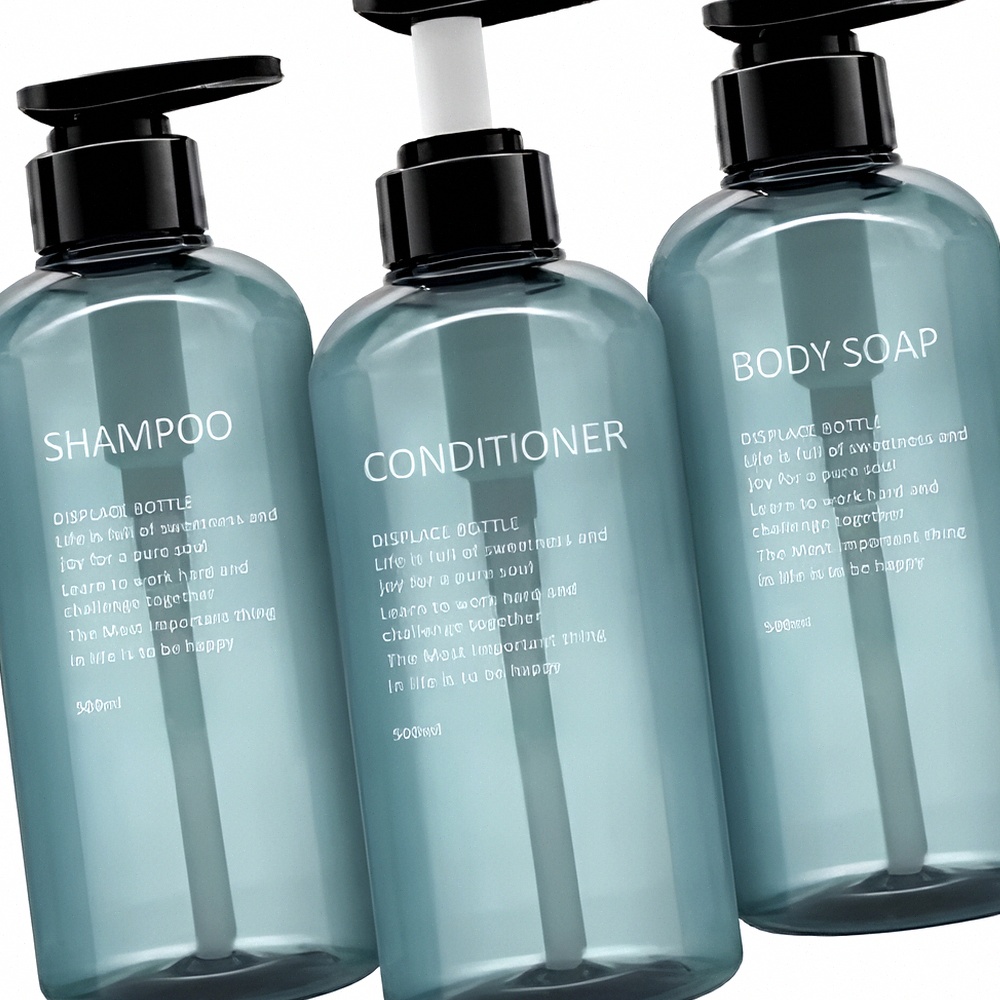 SHAMPOO
DISPLACE BOTTLE
Life is full of sweetness and
joy for a pure soul
Learn to work hard and
challenge together
The Most important thing
in life is to be happy
500ml
CONDITIONER
DISPLACE BOTTLE
Life is full of sweetness and
joy for a pure soul
Learn to work hard and
challenge together
The Most important thing
in life is to be happy
500ml
BODY SOAP
DISPLACE BOTTLE
Life is full of sweetness and
joy for a pure soul
Learn to work hard and
challenge together
The Most important thing
in life is to be happy
500ml